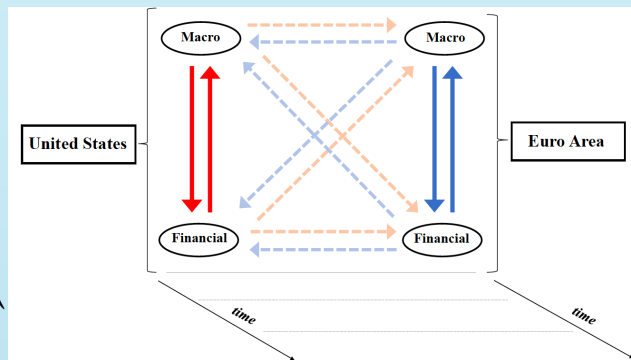 Macro
Macro
United States
Euro Area
Financial
Financial
time
time